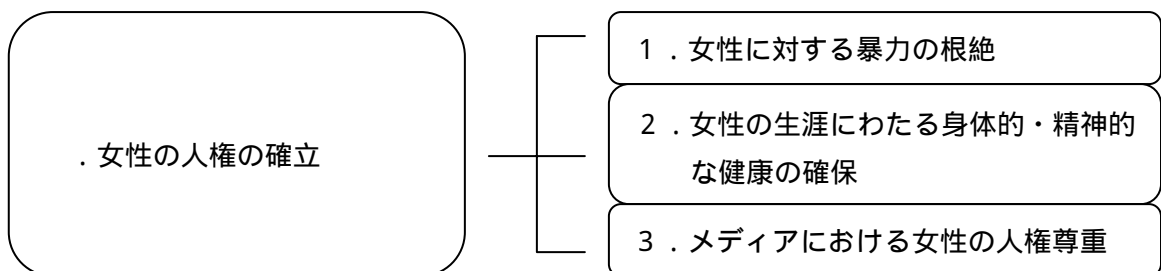 ．女性の人権の確立
１．女性に対する暴力の根絶
２．女性の生涯にわたる身体的・精神的
な健康の確保
３．メディアにおける女性の人権尊重